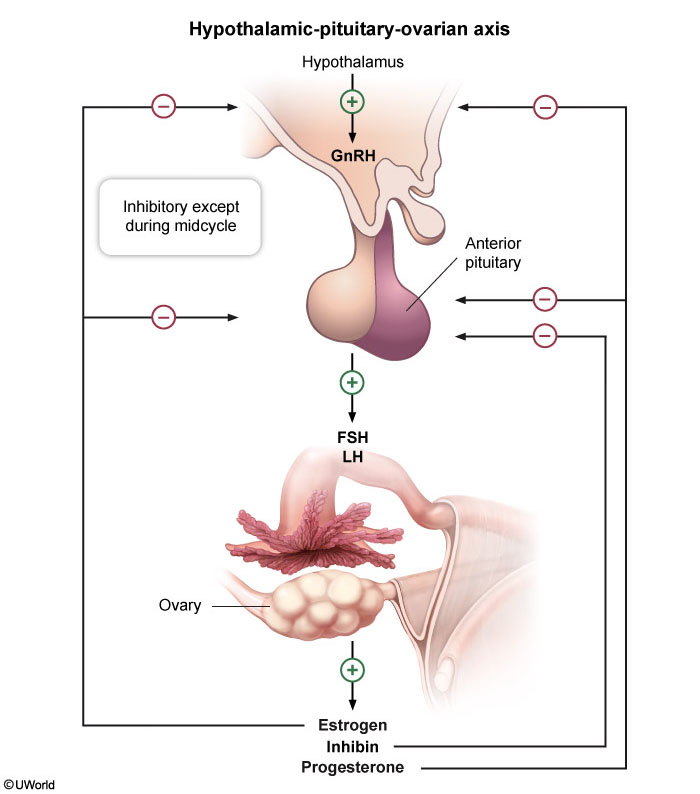 Hypothalamic-pituitary-ovarian axis
Hypothalamus
GnRH
Inhibitory except
during midcycle
Anterior
pituitary
FSH
LH
Ovary
Estrogen
Inhibin
Progesterone
©UWorld